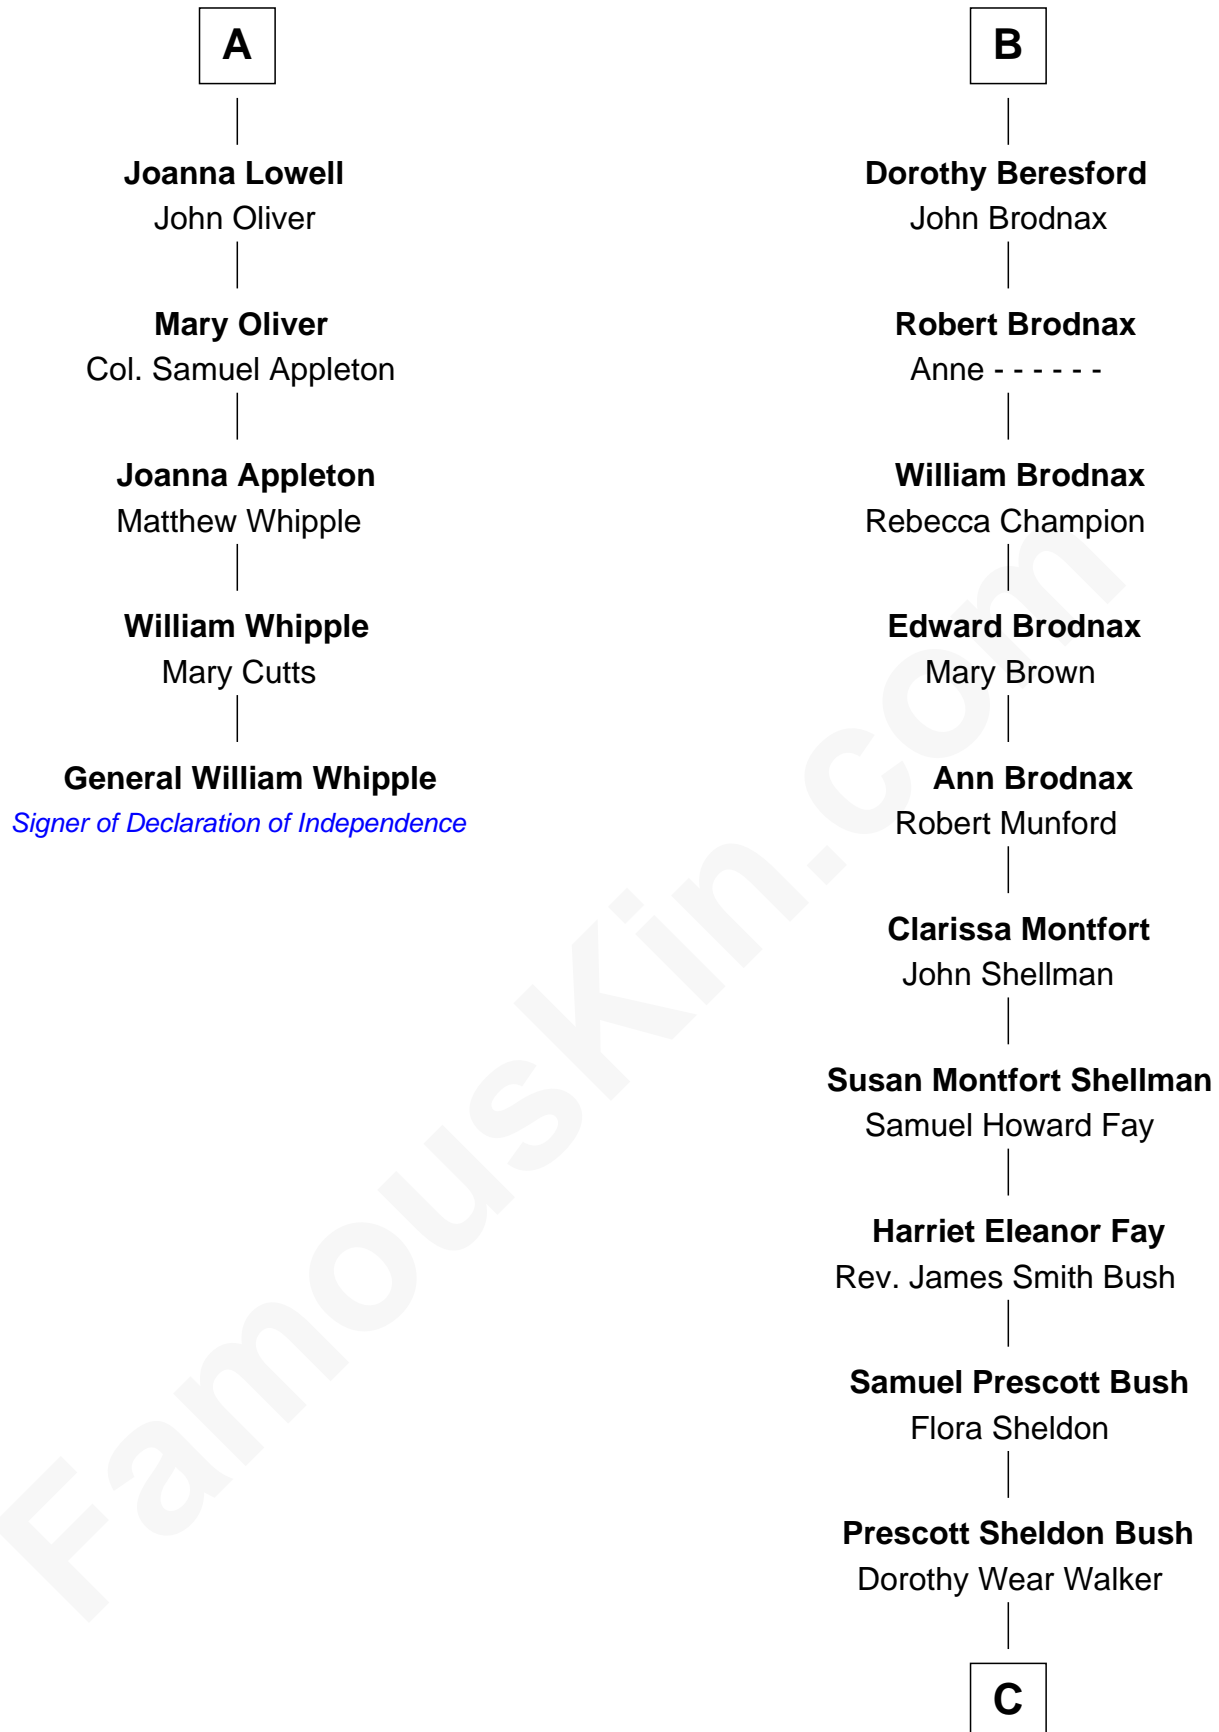 A
Joanna Lowell
John Oliver
Mary Oliver
Col. Samuel Appleton
Joanna Appleton
Matthew Whipple
William Whipple
Mary Cutts
General William Whipple
Signer of Declaration of Independence
B
Dorothy Beresford
John Brodnax
Robert Brodnax
Anne - - - - - -
William Brodnax
Rebecca Champion
Edward Brodnax
Mary Brown
Ann Brodnax
Robert Munford
Clarissa Montfort
John Shellman
Susan Montfort Shellman
Samuel Howard Fay
Harriet Eleanor Fay
Rev. James Smith Bush
Samuel Prescott Bush
Flora Sheldon
Prescott Sheldon Bush
Dorothy Wear Walker
C
FamousKin.com